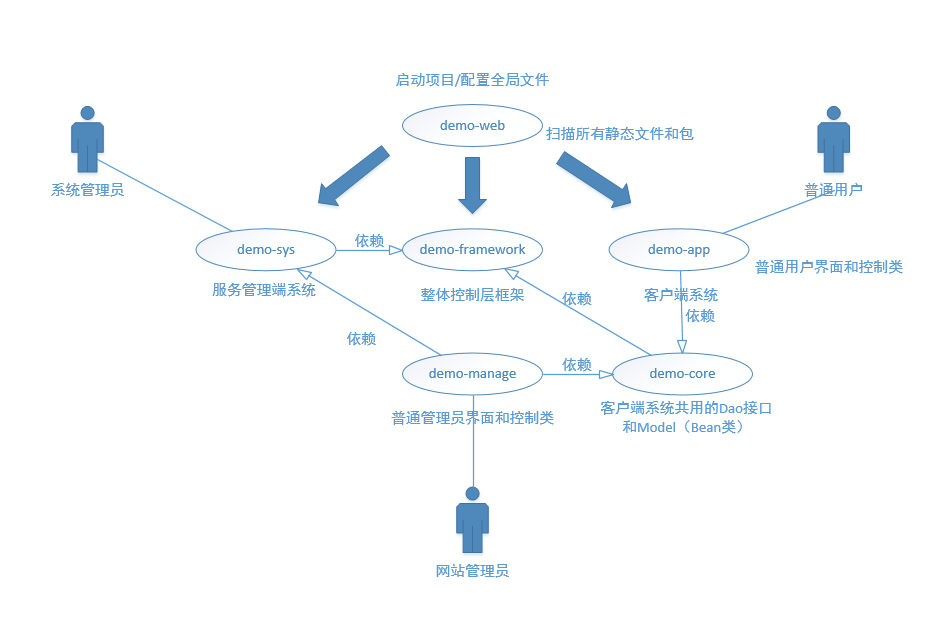 启动项目/配置全局文件
demo-web
扫描所有静态文件和包
系统管理员
普通用户
demo-sys
依赖
demo-framework
demo-app
普通用户界面和控制类
服务管理端系统
整体控制层框架
依赖
客户端系统
依赖
依赖
demo-manage
依赖
demo-core
普通管理员界面和控制类
客户端系统共用的Dao接口
和Model（Bean类）
网站管理员